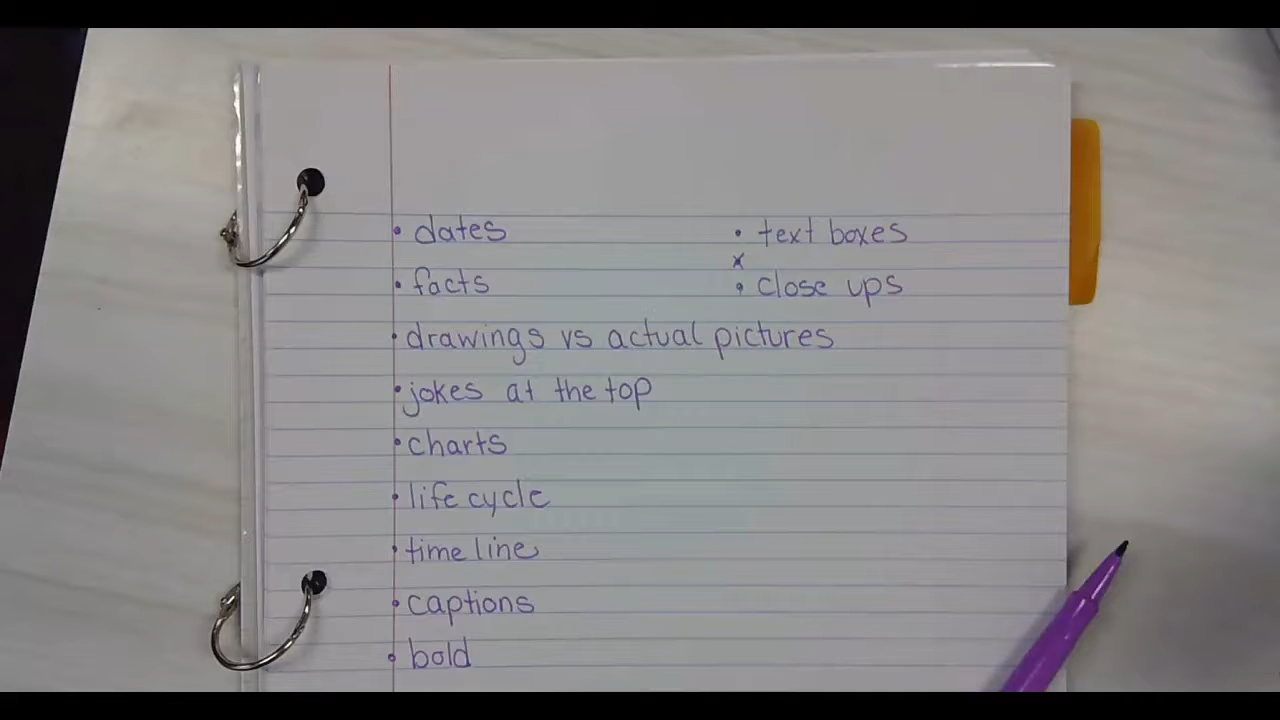 • dates • text boxes
x
• facts • close ups
• drawings vs actual pictures
• jokes at the top
• charts
• life cycle
• time line
• captions
• bold